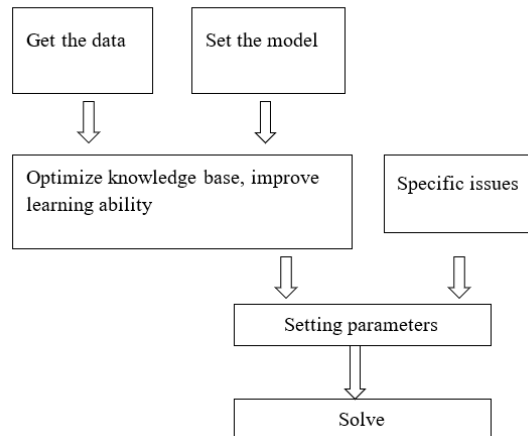 Get the data
Set the model
Optimize knowledge base, improve
learning ability
Specific issues
Setting parameters
Solve